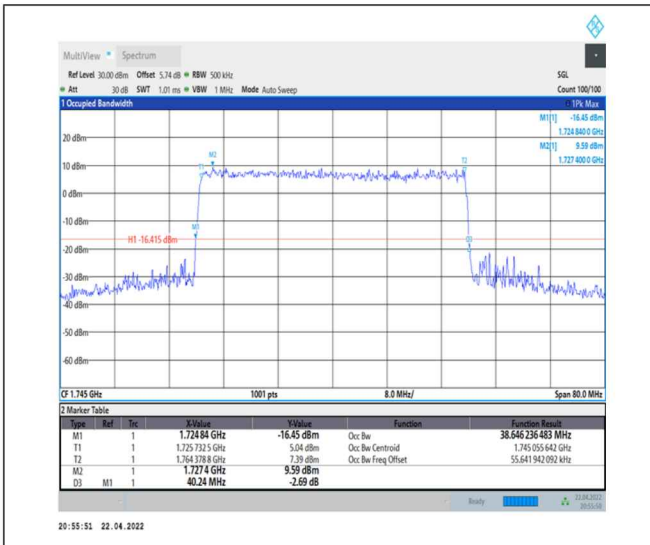 MultiView Spectrum
Ref Level 30.00 dBm Offset 5.74 dB RBW 500 kHz SGL
Att 30 dB SWT 1.01 ms VBW 1 MHz Mode Auto Sweep Count 100/100
1 Occupied Bandwidth 1Pk Max
M1[1] -16.45 dBm
1.724 840 0 GHz
M2[1] 9.59 dBm
1.727 400 0 GHz
20 dBm
M2
T1
T2
10 dBm
0 dBm
-10 dBm
M1
H1 -16.415 dBm
D3
-20 dBm
-30 dBm
-40 dBm
-50 dBm
-60 dBm
CF 1.745 GHz 1001 pts 8.0 MHz/ Span 80.0 MHz
2 Marker Table
Type Ref Trc X-Value Y-Value Function Function Result
M1 1 1.724 84 GHz -16.45 dBm Occ Bw 38.646 236 483 MHz
T1 1 1.725 732 5 GHz 5.04 dBm Occ Bw Centroid 1.745 055 642 GHz
T2 1 1.764 378 8 GHz 7.39 dBm Occ Bw Freq Offset 55.641 942 092 kHz
M2 1 1.727 4 GHz 9.59 dBm
D3 M1 1 40.24 MHz -2.69 dB
Ready 22.04.2022
20:55:50
20:55:51 22.04.2022